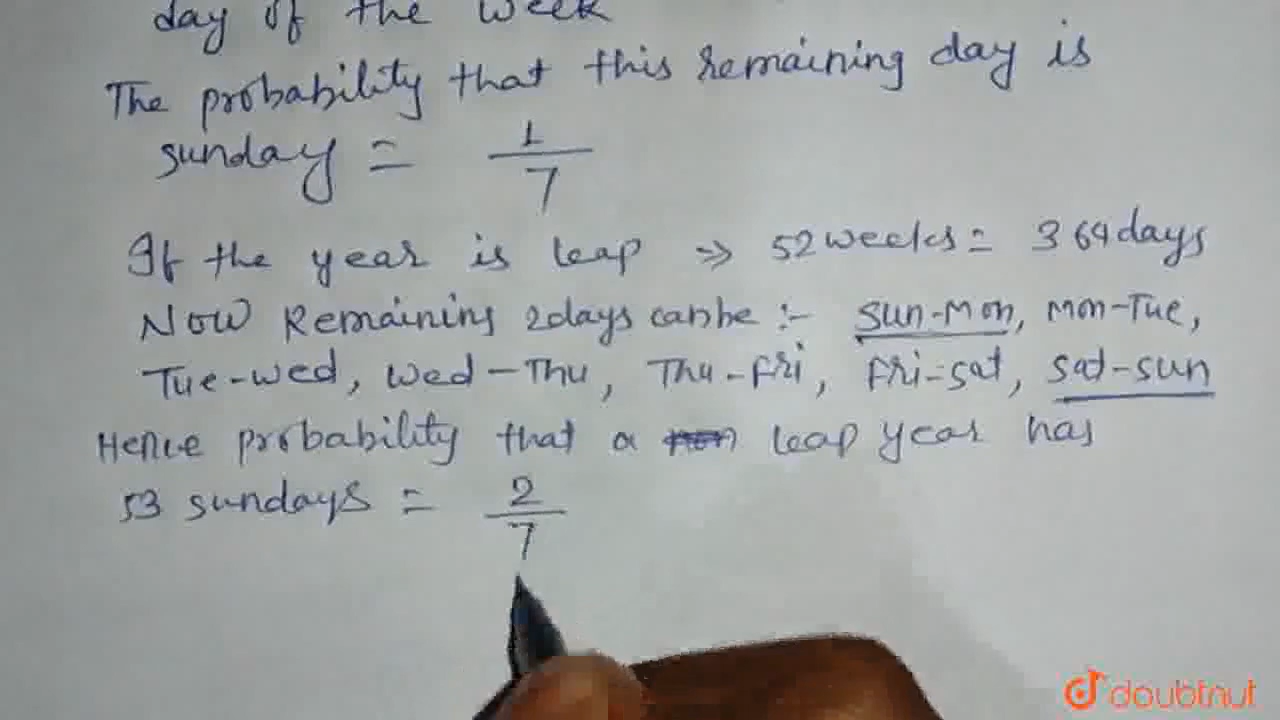 day of the week
The probability that this remaining day is
sunday = 1/7
If the year is leap ⇒ 52 weeks = 364 days
Now Remaining 2days can be :- sun-Mon, Mon-Tue,
Tue-wed, Wed-Thu, Thu-Fri, Fri-sat, sat-sun
Hence probability that a non leap year has
53 sundays = 2/7
doubtnut